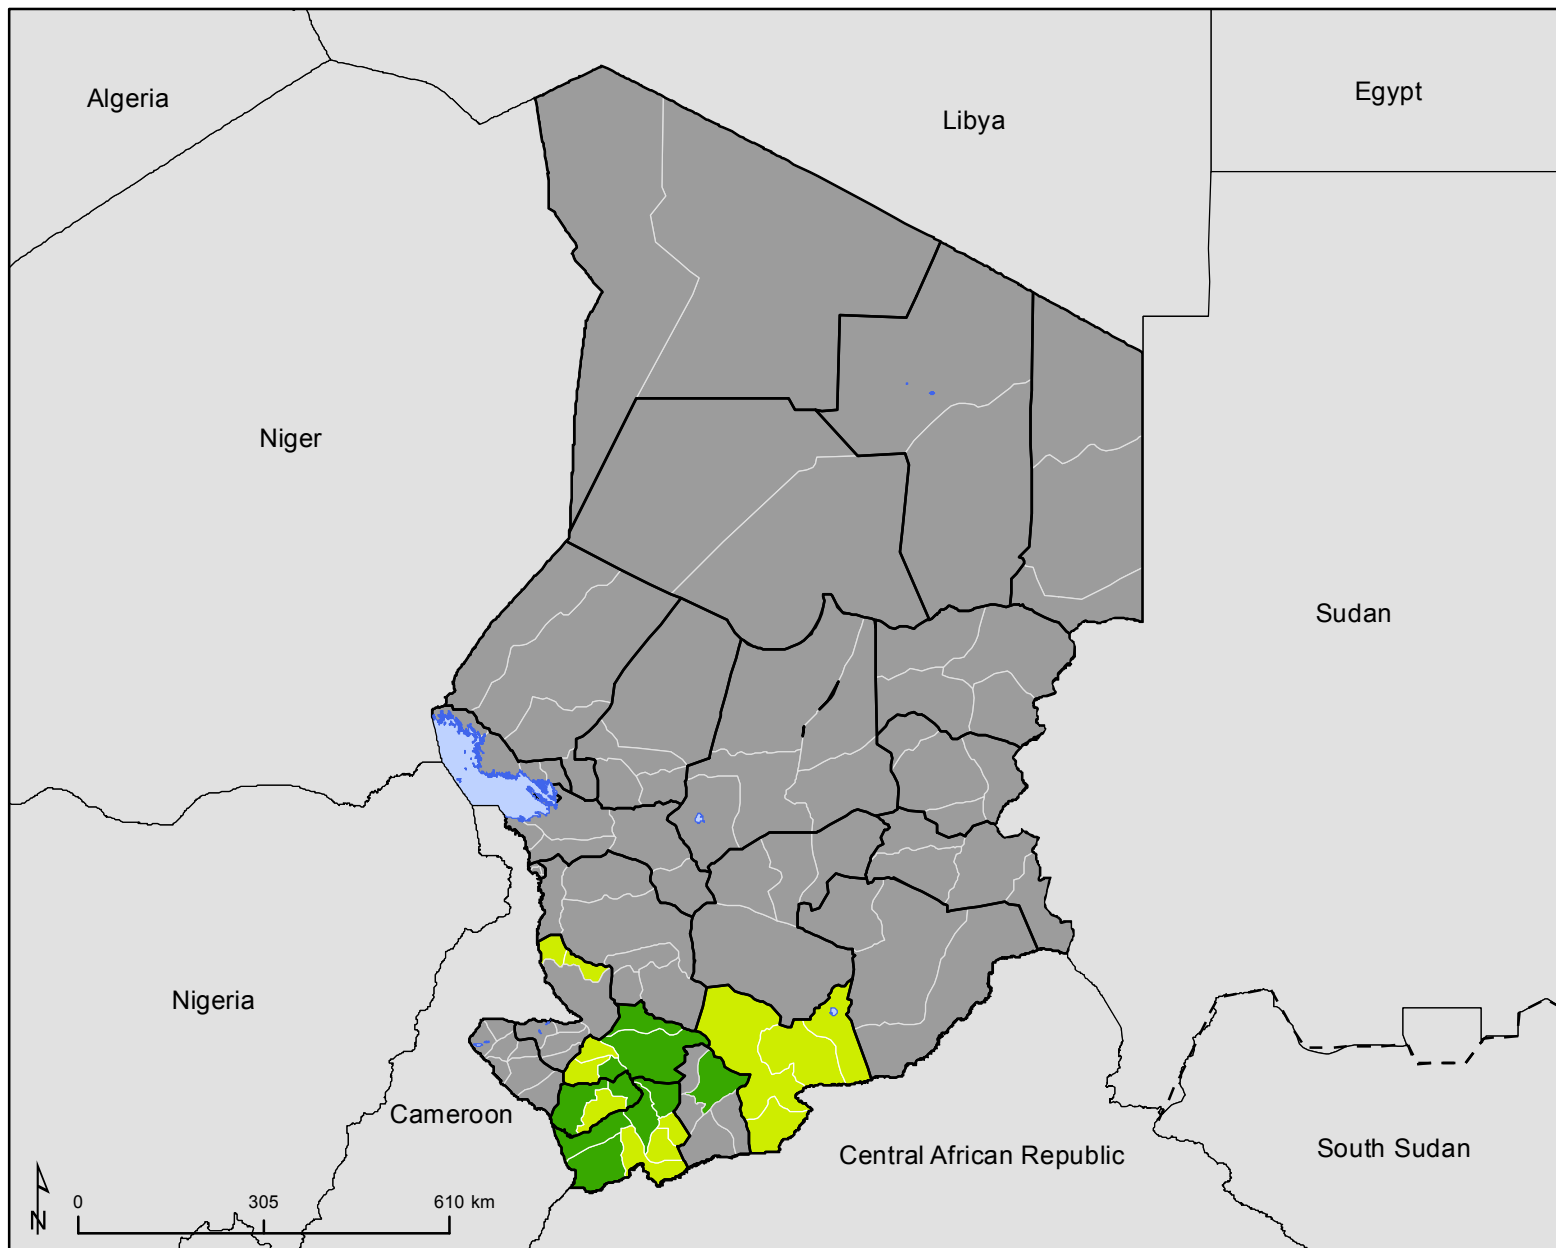 Egypt
Algeria
Libya
Niger
Sudan
Nigeria
Cameroon
South Sudan
Central African Republic
N
0 305 610 km